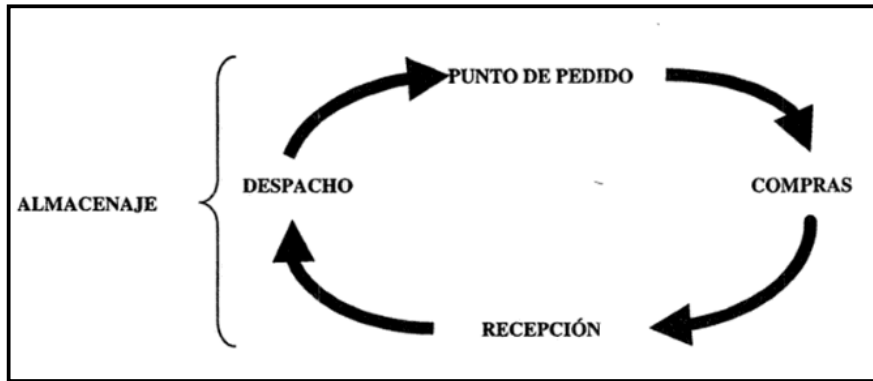 PUNTO DE PEDIDO
DESPACHO
COMPRAS
ALMACENAJE
RECEPCIÓN